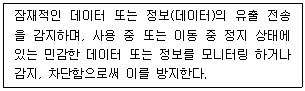 잠재적인 데이터 또는 정보(데이터)의 유출 전송
을 감지하며, 사용 중 또는 이동 중 정지 상태에
있는 민감한 데이터 또는 정보를 모니터링 하거나
감지, 차단함으로써 이를 방지한다.